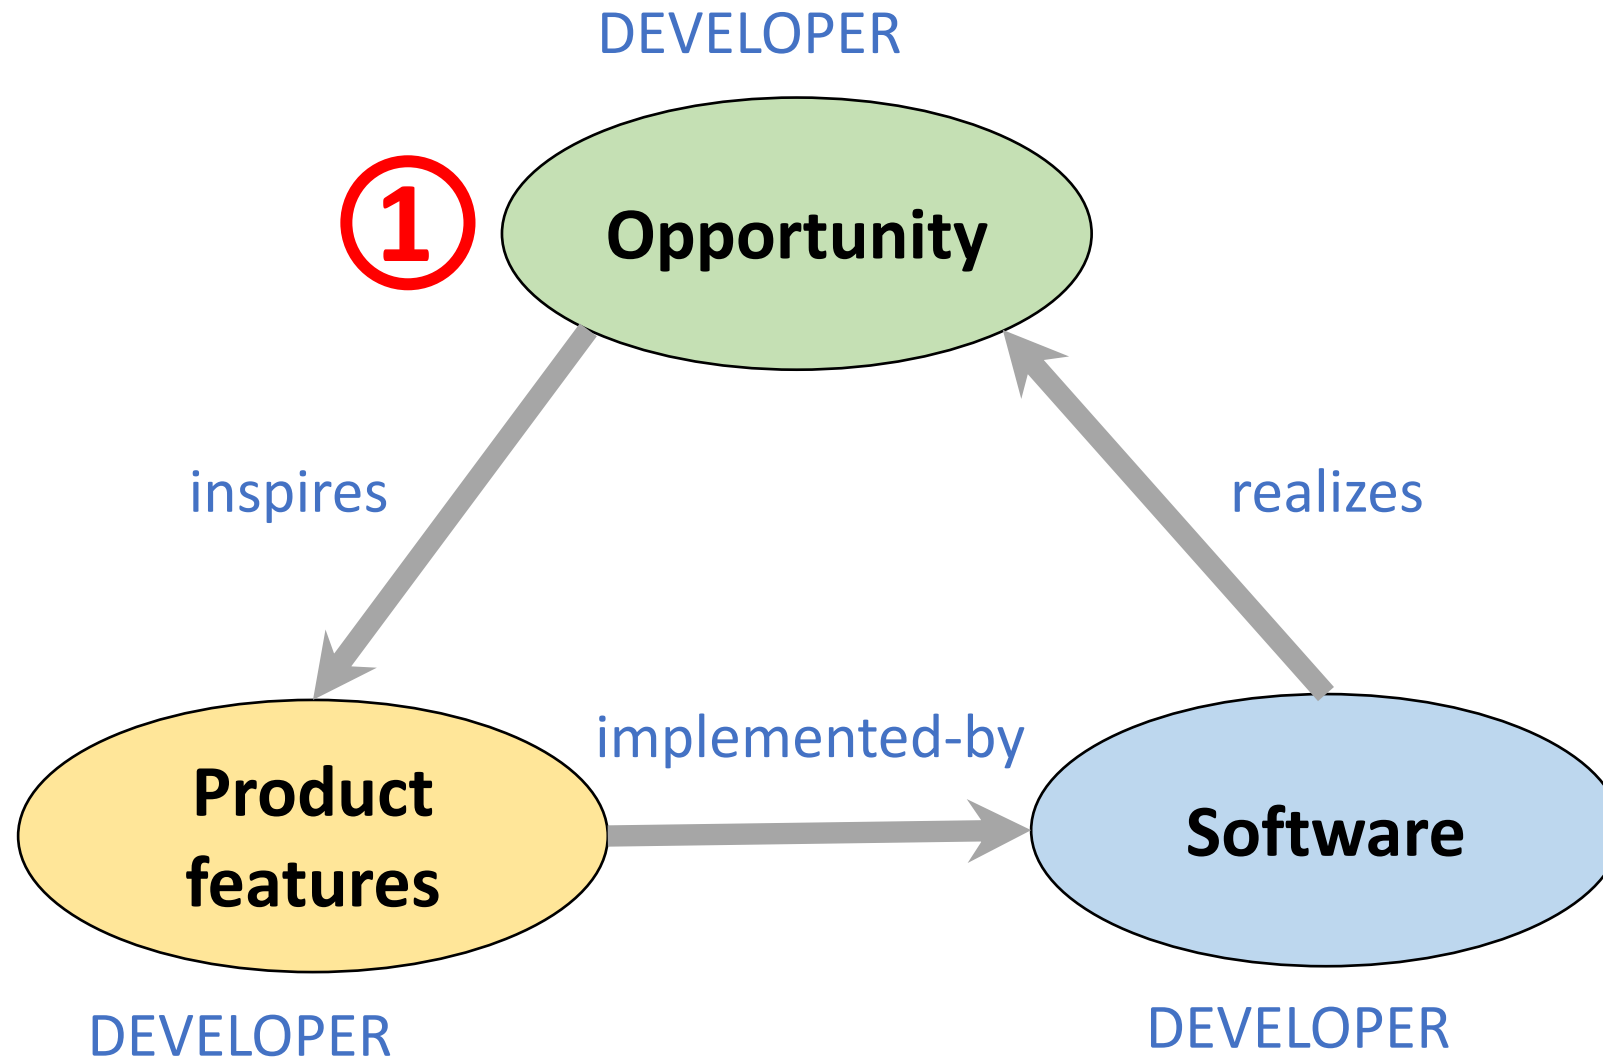 DEVELOPER
1
Opportunity
inspires
realizes
implemented-by
Product
features
Software
DEVELOPER
DEVELOPER